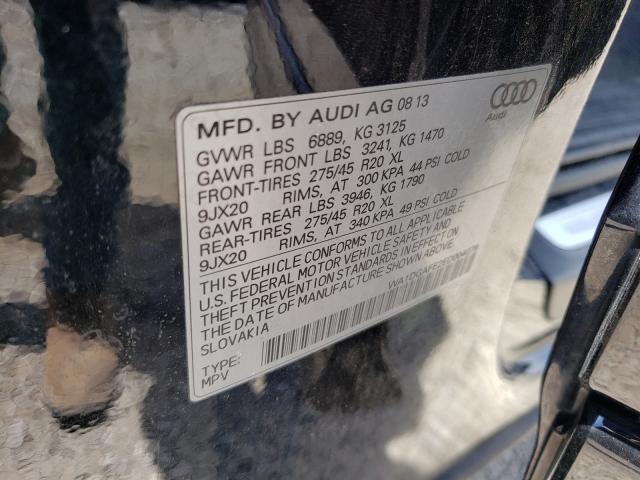 MFD. BY AUDI AG 08 13
Audi
GVWR LBS 6889, KG 3125
GAWR FRONT LBS 3241, KG 1470
FRONT-TIRES 275/45 R20 XL
9JX20 RIMS, AT 300 KPA 44 PSI COLD
GAWR REAR LBS 3946, KG 1790
REAR-TIRES 275/45 R20 XL
9JX20 RIMS, AT 340 KPA 49 PSI COLD
THIS VEHICLE CONFORMS TO ALL APPLICABLE
U.S. FEDERAL MOTOR VEHICLE SAFETY AND
THEFT PREVENTION STANDARDS IN EFFECT ON
THE DATE OF MANUFACTURE SHOWN ABOVE.
SLOVAKIA
TYPE:
MPV